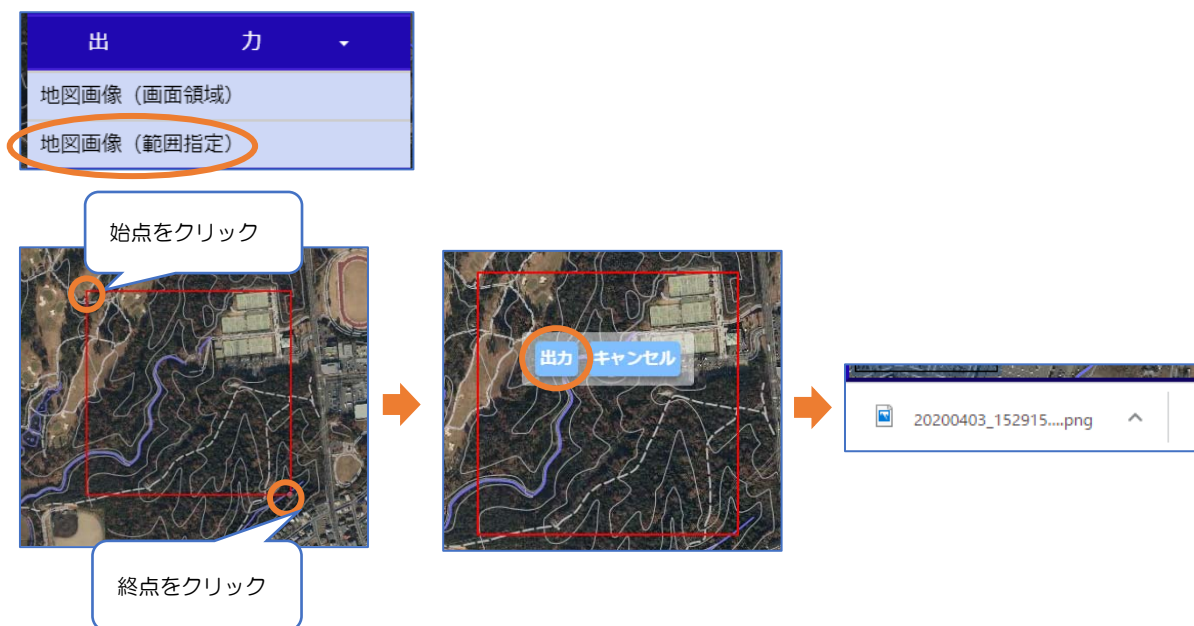 出 力
地図画像（画面領域）
地図画像（範囲指定）
始点をクリック
終点をクリック
出力 キャンセル
20200403_152915....png